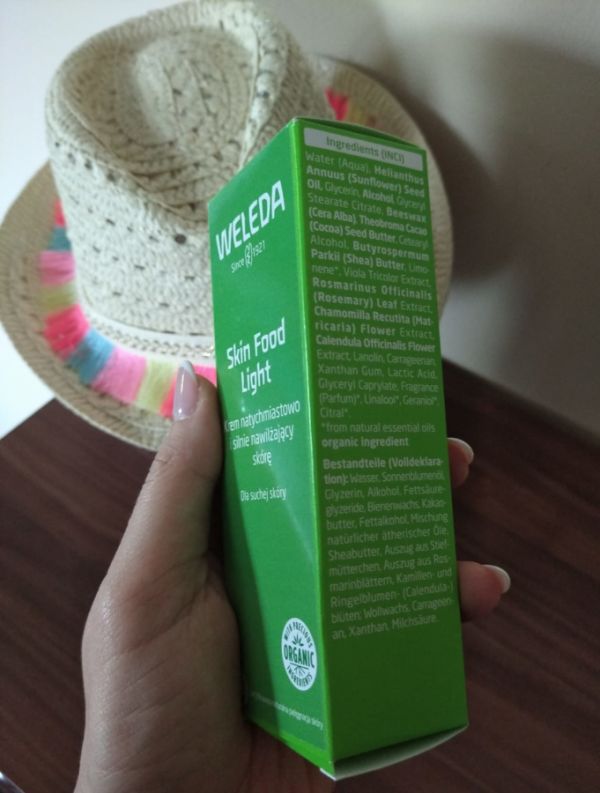 WELEDA
Since 1921
Skin Food
Light
Krem natychmiastowo
i silnie nawilżający
skórę
Dla suchej skóry
WITH PRECIOUS
ORGANIC
INGREDIENTS
pielęgnacja skóry
Ingredients (INCI)
Water (Aqua), Helianthus
Annuus (Sunflower) Seed
Oil, Glycerin, Alcohol, Glyceryl
Stearate Citrate, Beeswax
(Cera Alba), Theobroma Cacao
(Cocoa) Seed Butter, Cetearyl
Alcohol, Butyrospermum
Parkii (Shea) Butter, Limo-
nene*, Viola Tricolor Extract,
Rosmarinus Officinalis
(Rosemary) Leaf Extract,
Chamomilla Recutita (Mat-
ricaria) Flower Extract,
Calendula Officinalis Flower
Extract, Lanolin, Carrageenan,
Xanthan Gum, Lactic Acid,
Glyceryl Caprylate, Fragrance
(Parfum)*, Linalool*, Geraniol*,
Citral*.
*from natural essential oils
organic ingredient
Bestandteile (Volldeklara-
tion): Wasser, Sonnenblumenöl,
Glyzerin, Alkohol, Fettsäure-
glyzeride, Bienenwachs, Kakao-
butter, Fettalkohol, Mischung
natürlicher ätherischer Öle,
Sheabutter, Auszug aus Stief-
mütterchen, Auszug aus Ros-
marinblättern, Kamillen- und
Ringelblumen- (Calendula-)
blüten, Wollwachs, Carrageen-
an, Xanthan, Milchsäure.